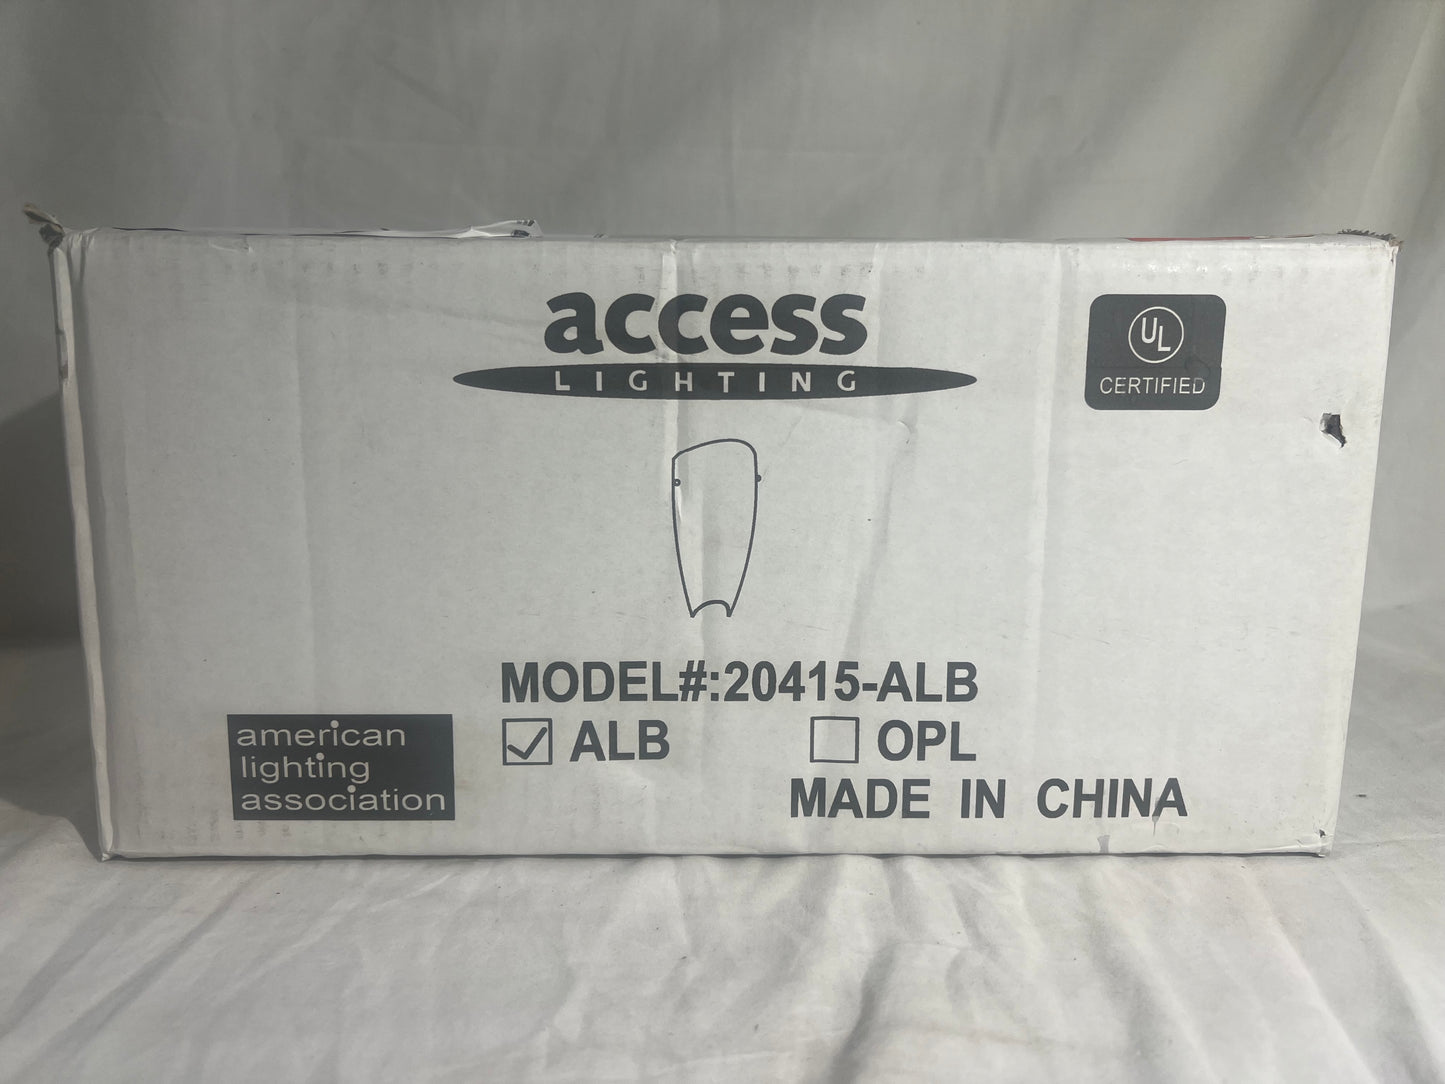 access
LIGHTING
UL
CERTIFIED
MODEL#:20415-ALB
ALB OPL
MADE IN CHINA
american
lighting
association